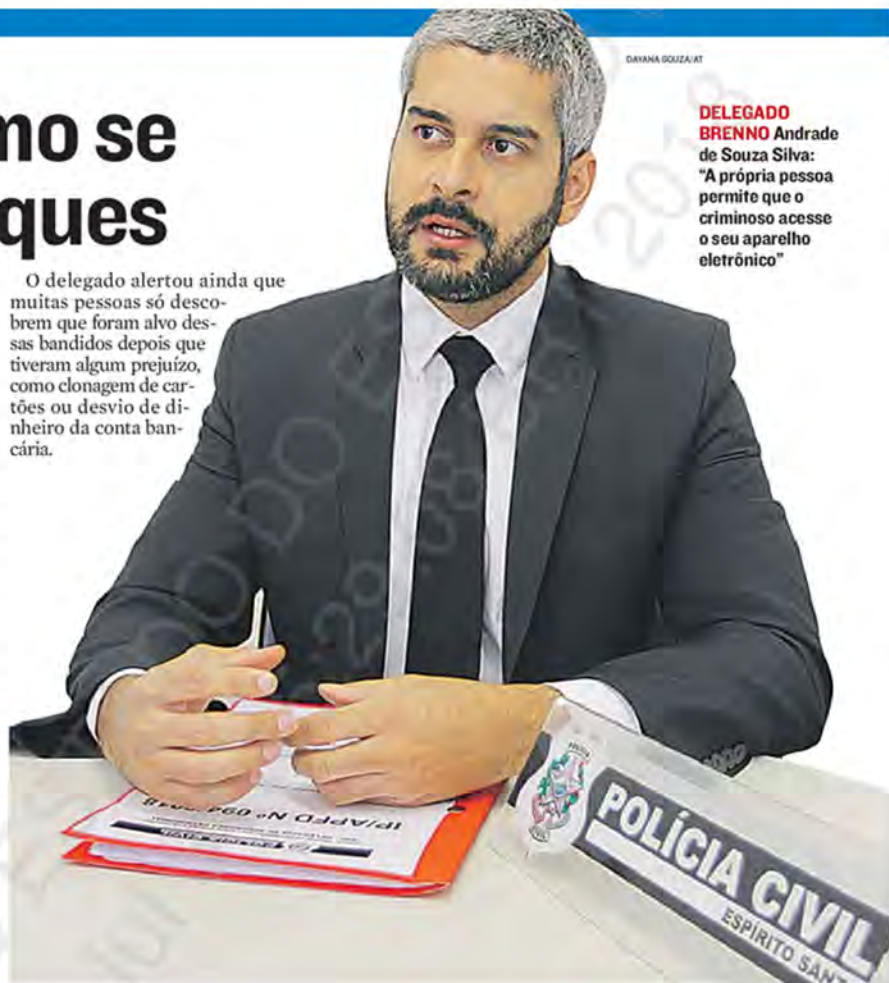 DAYANA SOUZA/AT
mo se
ques
DELEGADO
BRENNO Andrade
de Souza Silva:
“A própria pessoa
permite que o
criminoso acesse
o seu aparelho
eletrônico”
O delegado alertou ainda que
muitas pessoas só desco-
brem que foram alvo des-
sas bandidos depois que
tiveram algum prejuízo,
como clonagem de car-
tões ou desvio de di-
nheiro da conta ban-
cária.
IP/APFD Nº
POLÍCIA CIVIL
ESPÍRITO SANT